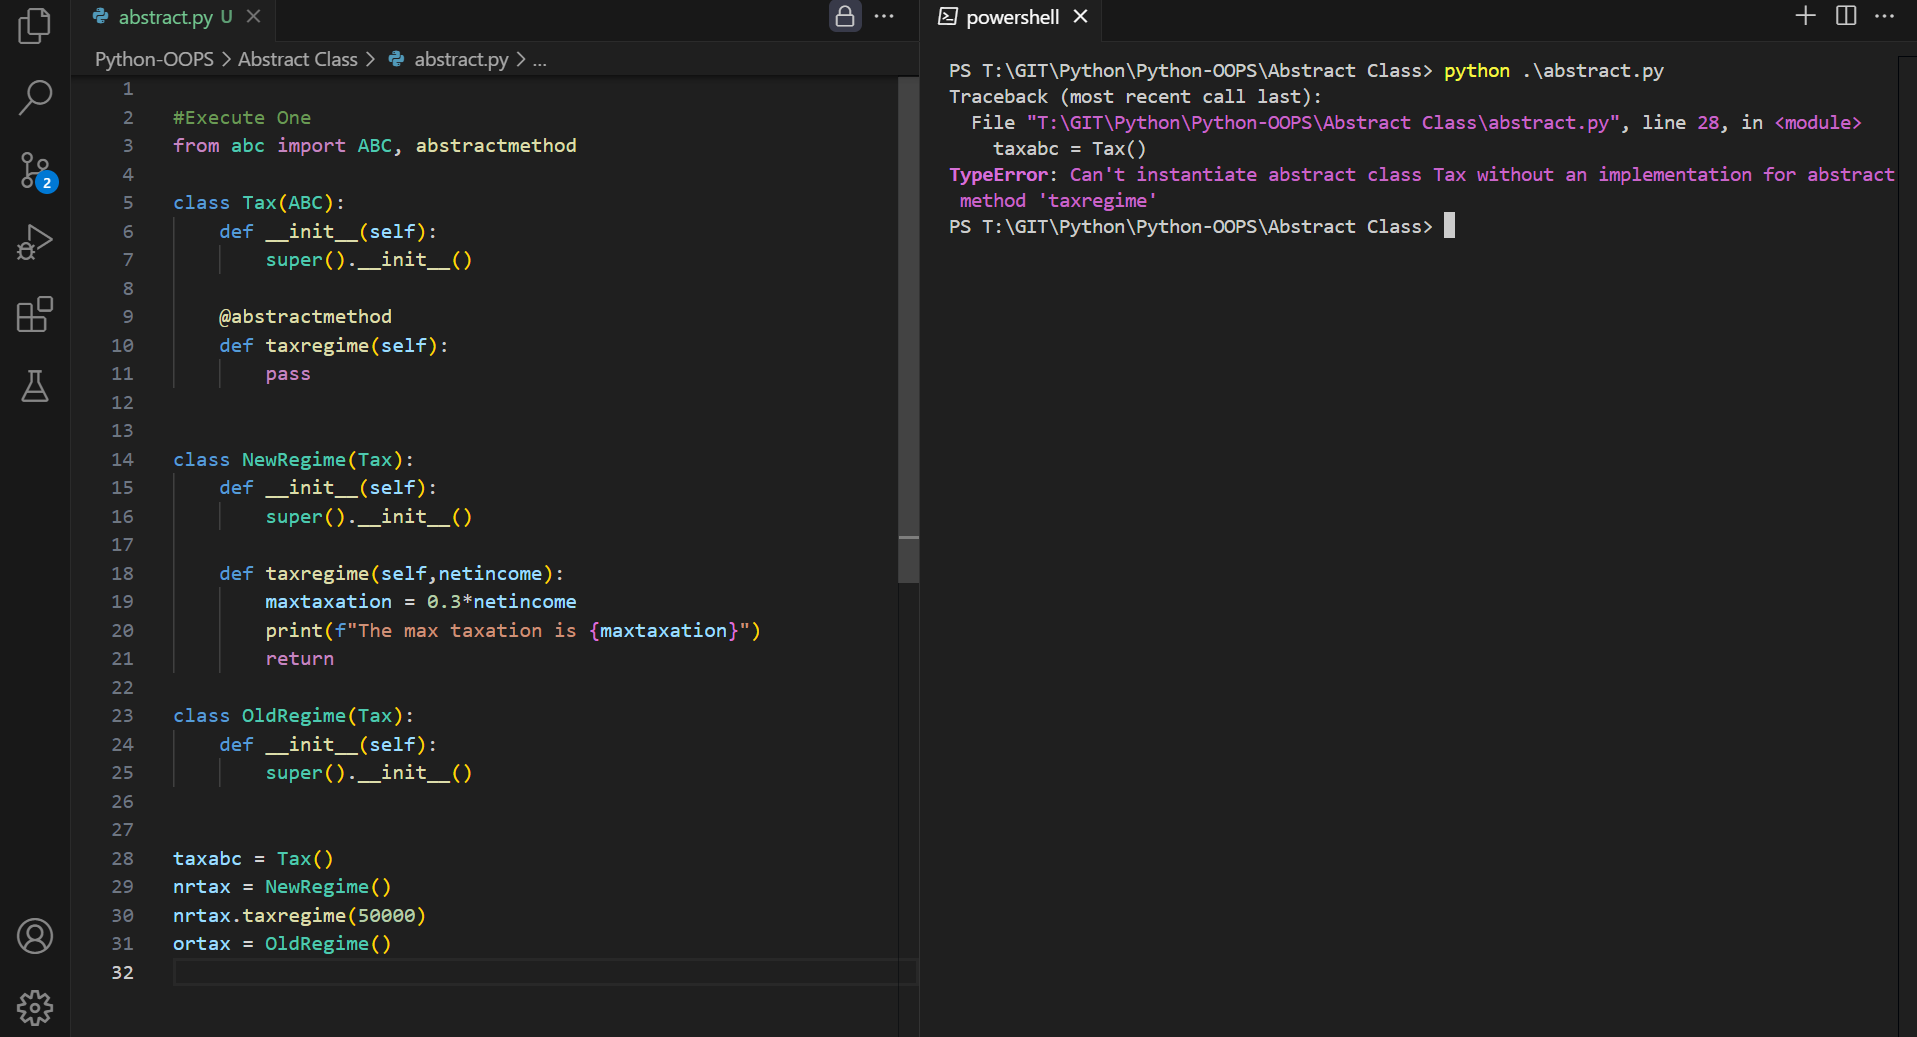 abstract.py U
Python-OOPS > Abstract Class > abstract.py > ...
1
2 #Execute One
3 from abc import ABC, abstractmethod
4
5 class Tax(ABC):
6 def __init__(self):
7 super().__init__()
8
9 @abstractmethod
10 def taxregime(self):
11 pass
12
13
14 class NewRegime(Tax):
15 def __init__(self):
16 super().__init__()
17
18 def taxregime(self,netincome):
19 maxtaxation = 0.3*netincome
20 print(f"The max taxation is {maxtaxation}")
21 return
22
23 class OldRegime(Tax):
24 def __init__(self):
25 super().__init__()
26
27
28 taxabc = Tax()
29 nrtax = NewRegime()
30 nrtax.taxregime(50000)
31 ortax = OldRegime()
32
2
powershell
PS T:\GIT\Python\Python-OOPS\Abstract Class> python .\abstract.py
Traceback (most recent call last):
File "T:\GIT\Python\Python-OOPS\Abstract Class\abstract.py", line 28, in <module>
taxabc = Tax()
TypeError: Can't instantiate abstract class Tax without an implementation for abstract
method 'taxregime'
PS T:\GIT\Python\Python-OOPS\Abstract Class>